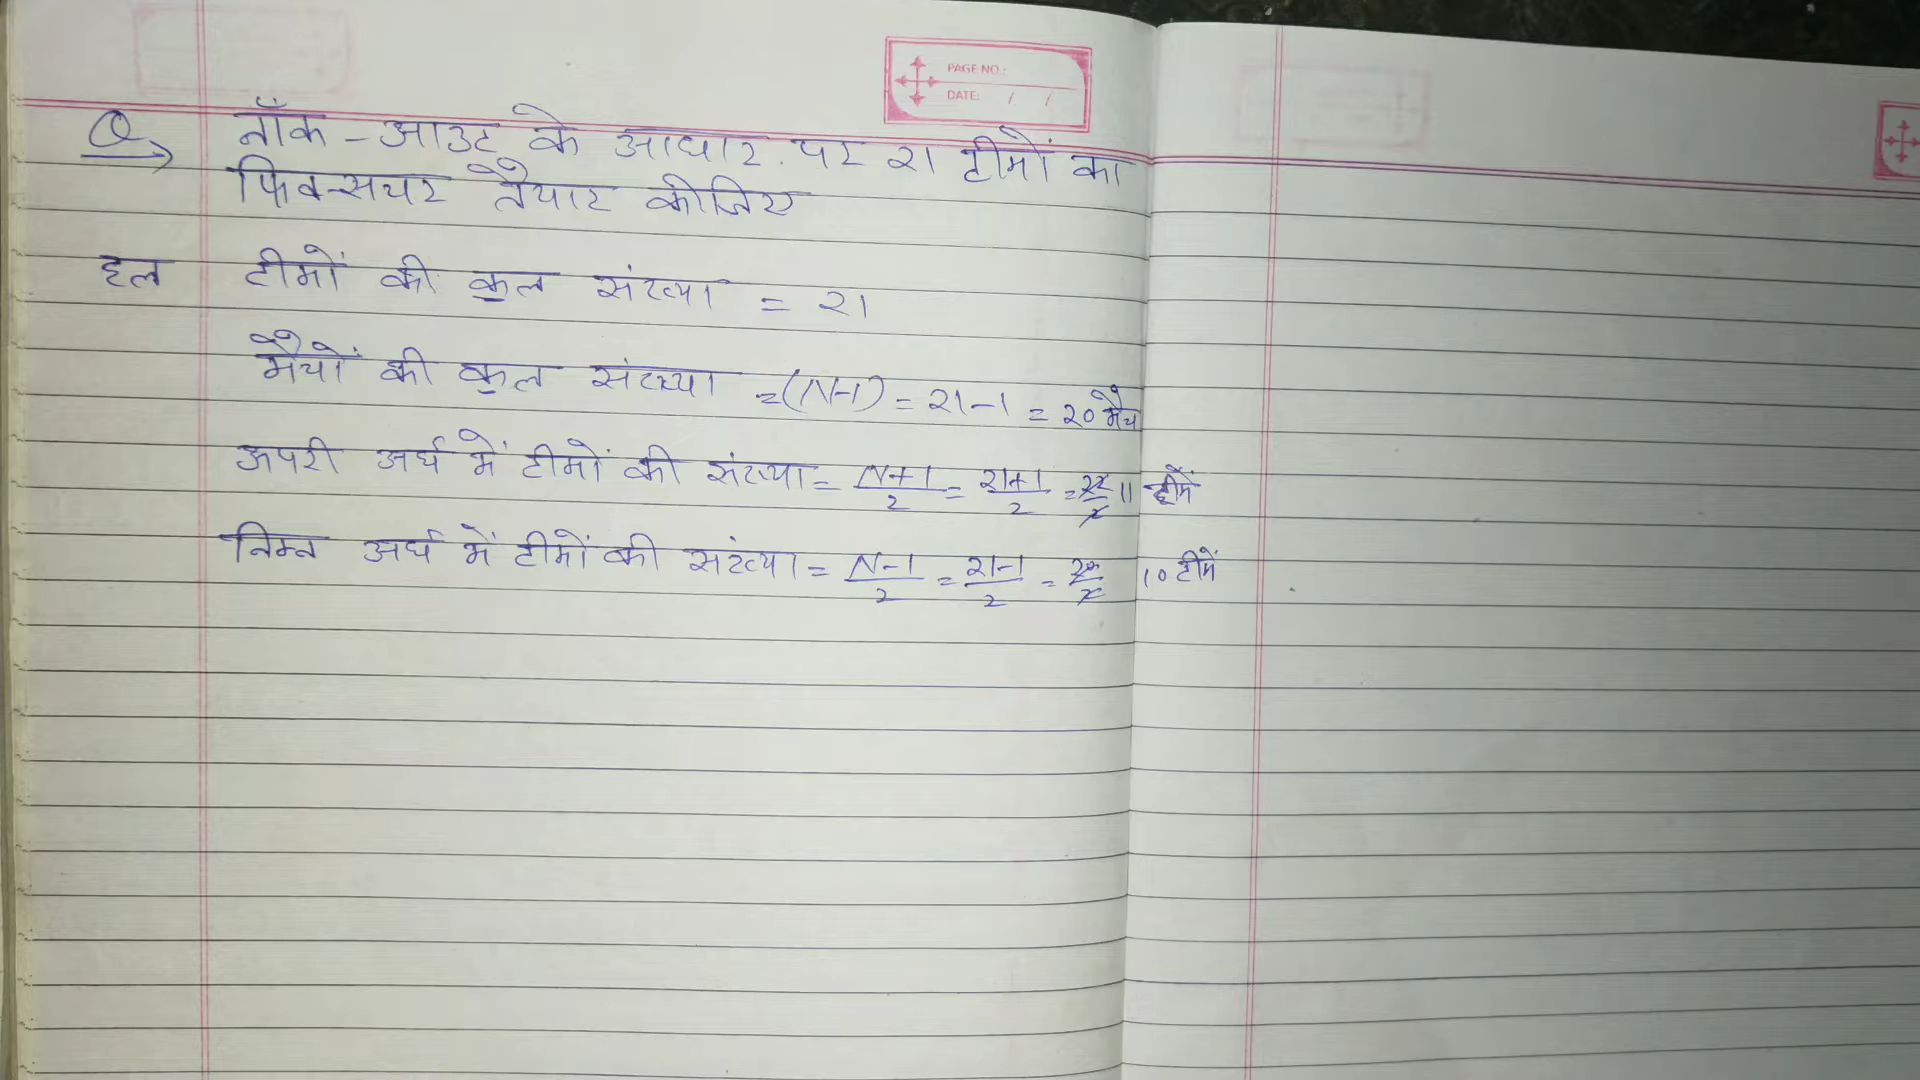 PAGE NO.:
DATE: / /
Q नॉक-आउट के आधार पर 21 टीमों का
फिक्सचर तैयार कीजिए
हल टीमों की कुल संख्या = 21
मैचों की कुल संख्या =(N-1) = 21-1 = 20 मैच
ऊपरी अर्ध में टीमों की संख्या = N+1/2 = 21+1/2 = 22/2 11 टीमें
निम्न अर्ध में टीमों की संख्या = N-1/2 = 21-1/2 = 20/2 10 टीमें